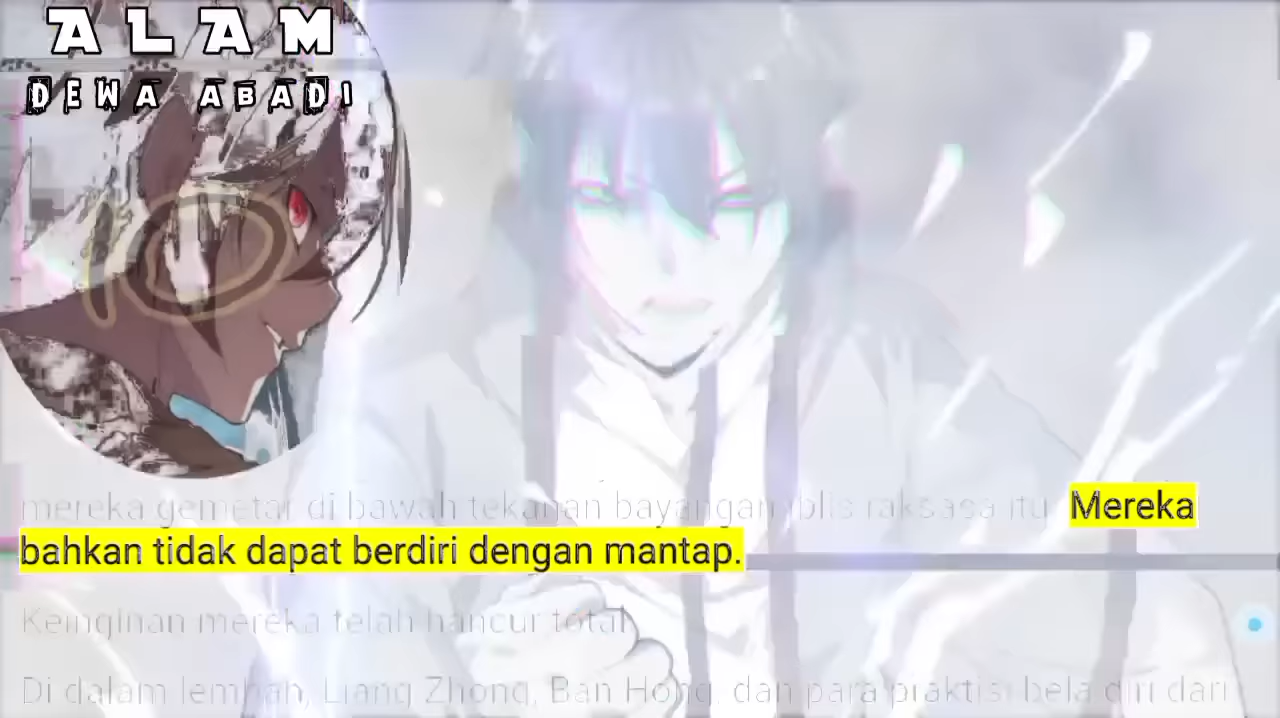 ALAM
DEWA ABADI
mereka gemetar di bawah tekanan bayangan iblis raksasa itu. Mereka
bahkan tidak dapat berdiri dengan mantap.
Keinginan mereka telah hancur total.
Di dalam lembah, Liang Zhong, Ban Hong, dan para praktisi bela diri dari